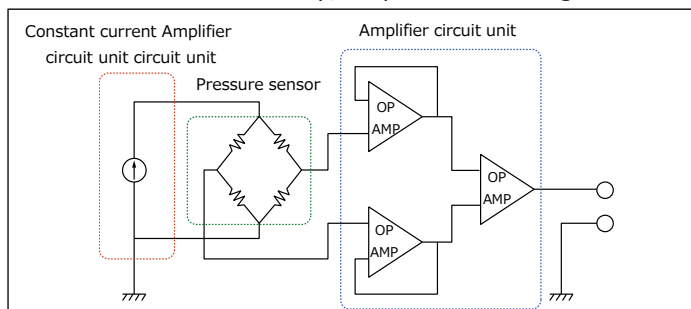 Constant current Amplifier
circuit unit circuit unit
Pressure sensor
Amplifier circuit unit
OP
AMP
OP
AMP
OP
AMP